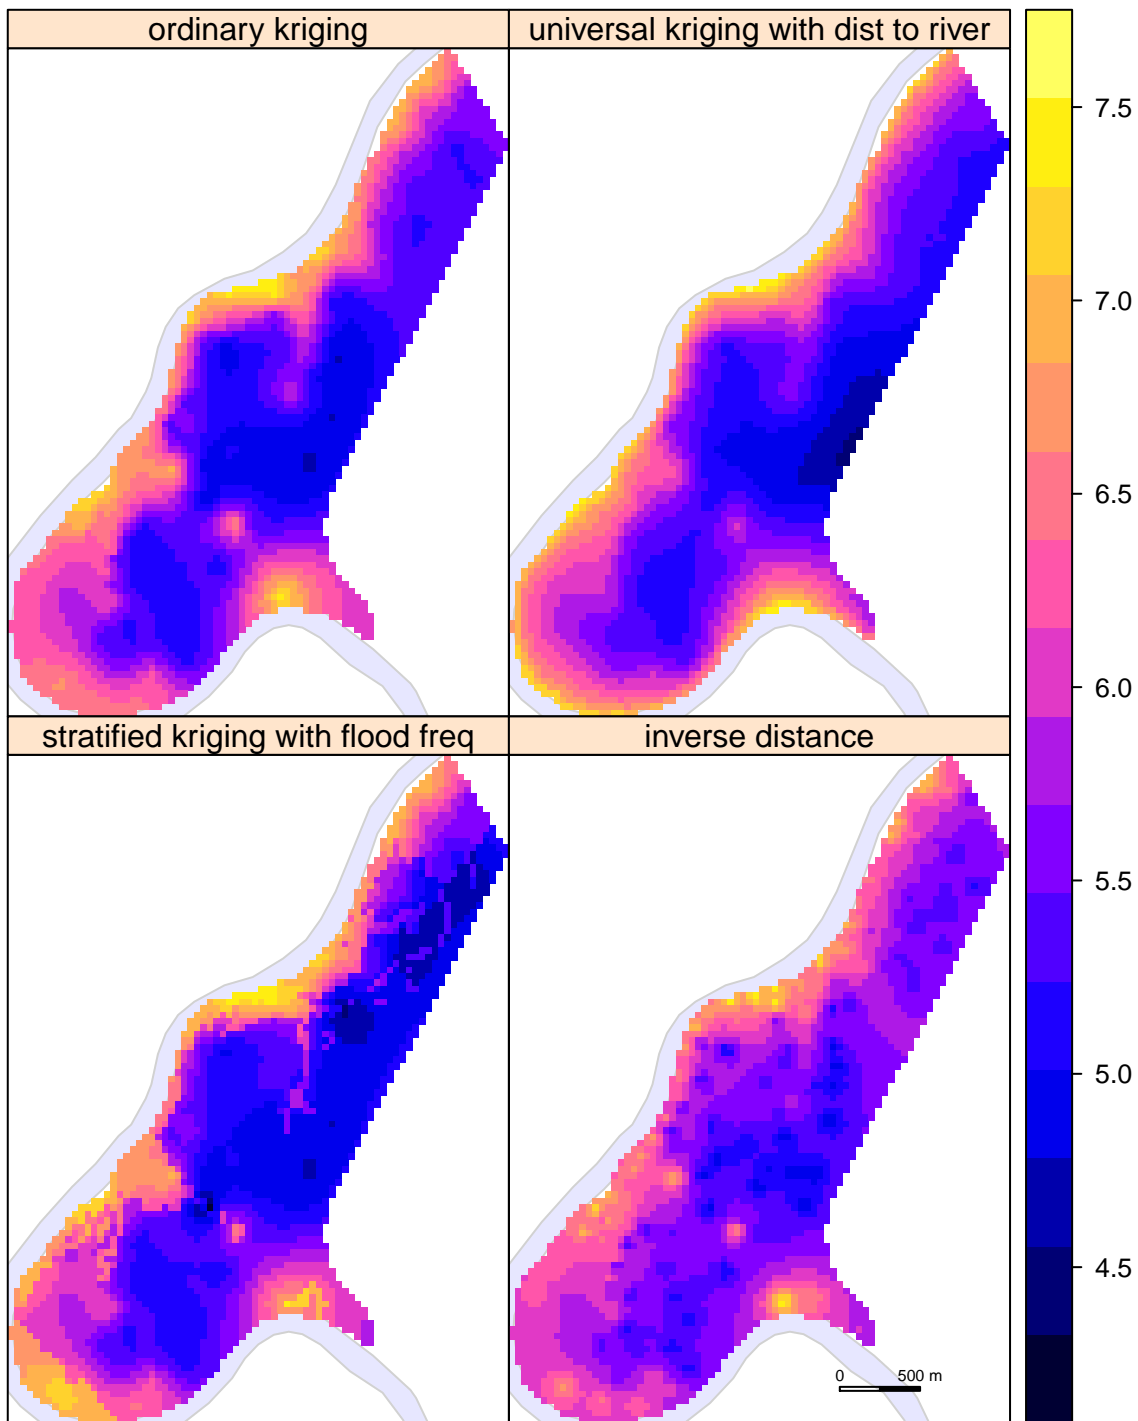 ordinary kriging
universal kriging with dist to river
stratified kriging with flood freq
inverse distance
0 500 m
7.5
7.0
6.5
6.0
5.5
5.0
4.5